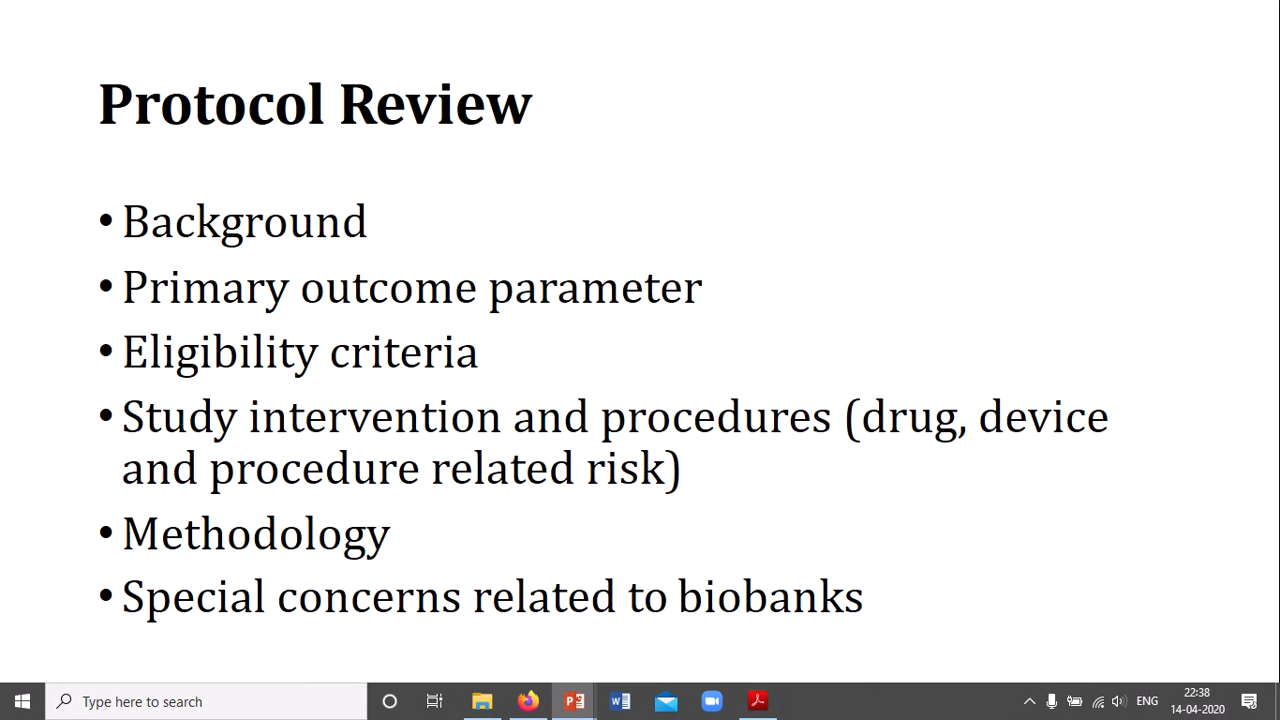 Protocol Review
• Background
• Primary outcome parameter
• Eligibility criteria
• Study intervention and procedures (drug, device
and procedure related risk)
• Methodology
• Special concerns related to biobanks
Type here to search
ENG
22:38
14-04-2020